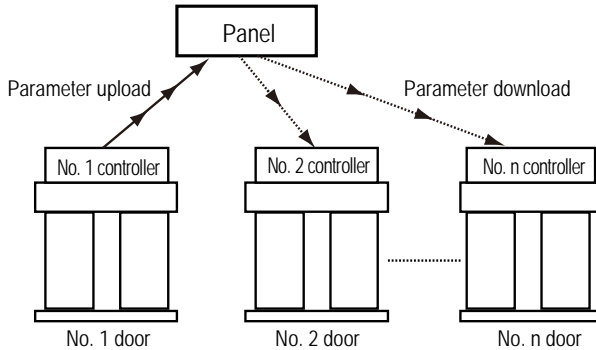 Panel
Parameter upload
Parameter download
No. 1 controller
No. 2 controller
No. n controller
No. 1 door
No. 2 door
No. n door